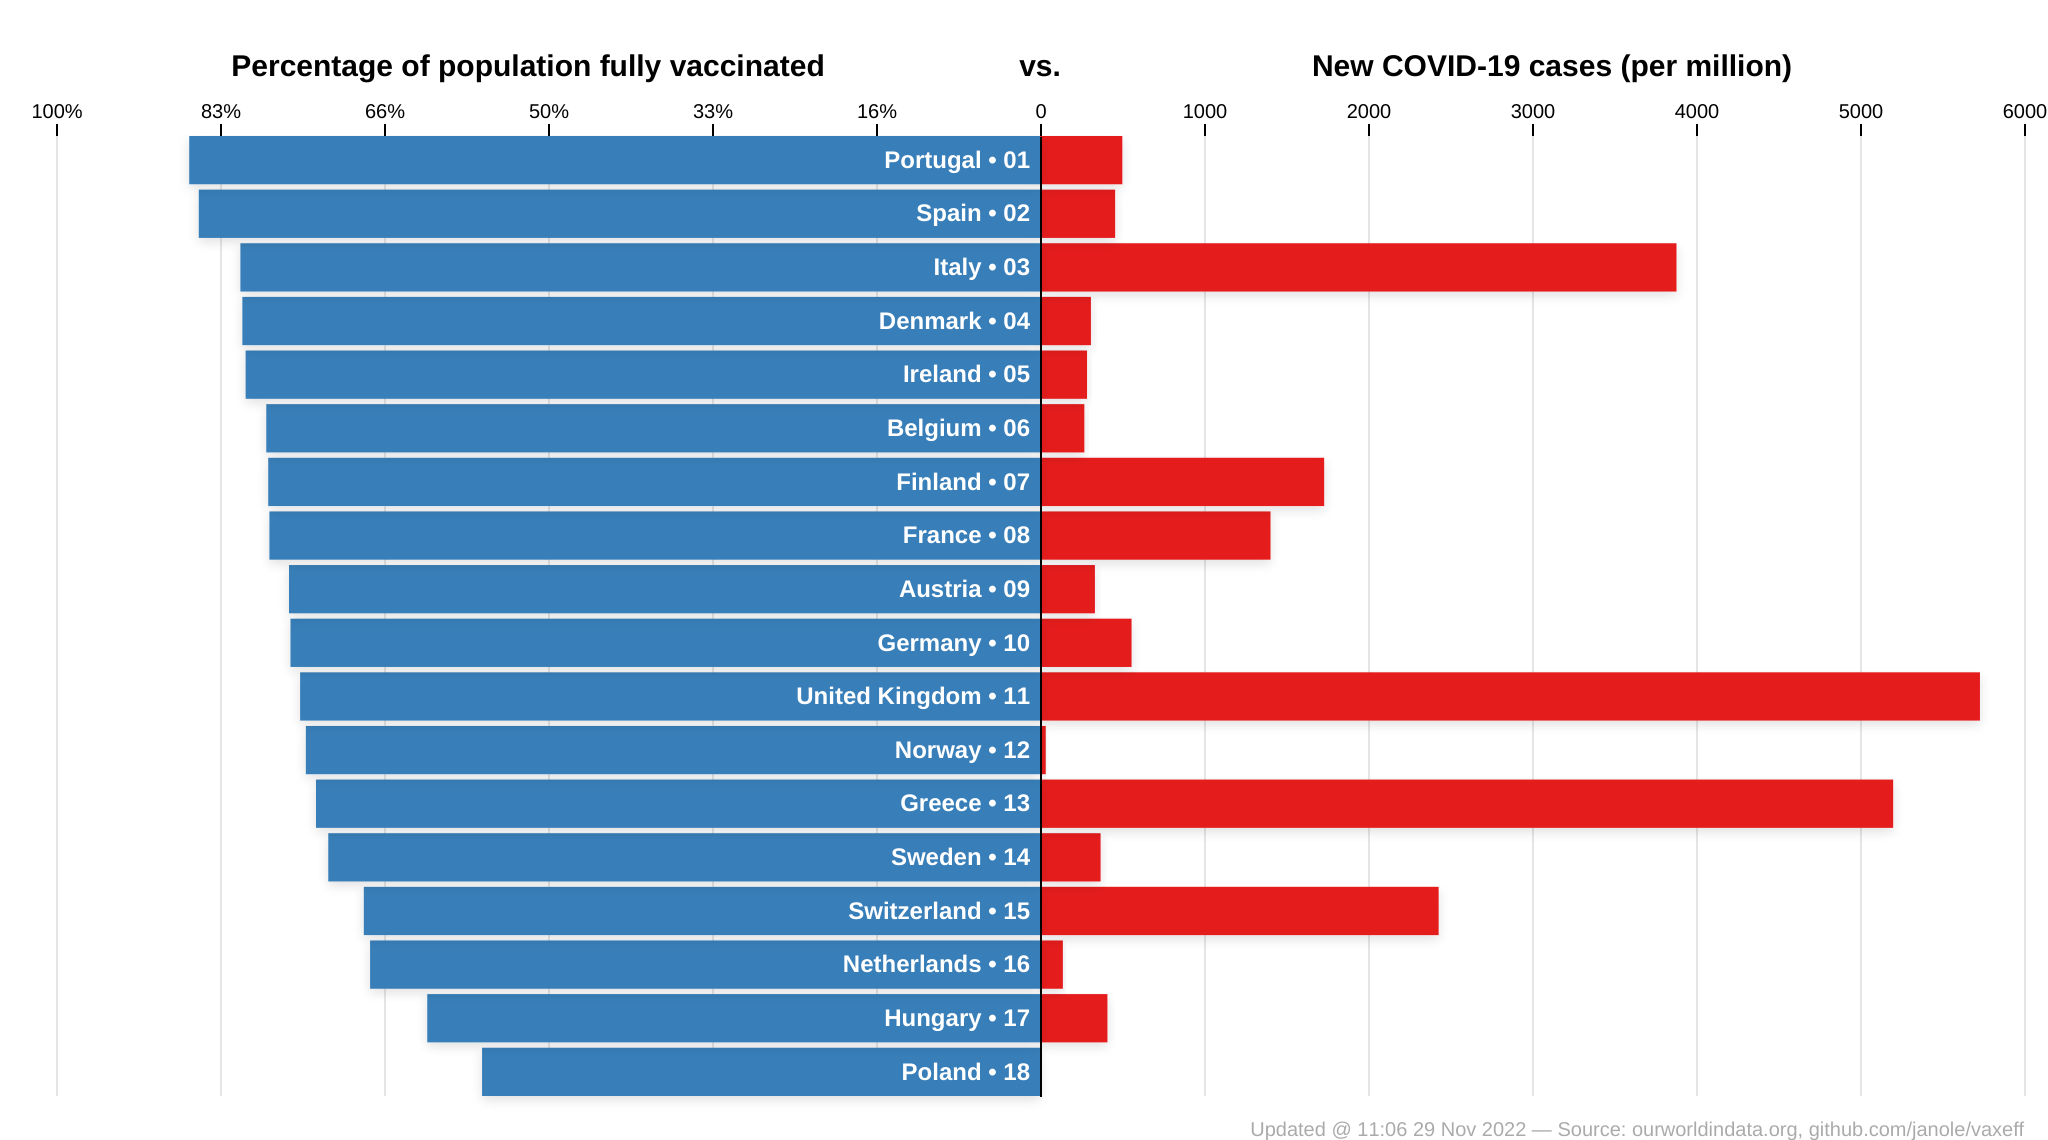 Percentage of population fully vaccinated vs. New COVID-19 cases (per million)
100% 83% 66% 50% 33% 16% 0 1000 2000 3000 4000 5000 6000
Portugal • 01
Spain • 02
Italy • 03
Denmark • 04
Ireland • 05
Belgium • 06
Finland • 07
France • 08
Austria • 09
Germany • 10
United Kingdom • 11
Norway • 12
Greece • 13
Sweden • 14
Switzerland • 15
Netherlands • 16
Hungary • 17
Poland • 18
Updated @ 11:06 29 Nov 2022 — Source: ourworldindata.org, github.com/janole/vaxeff